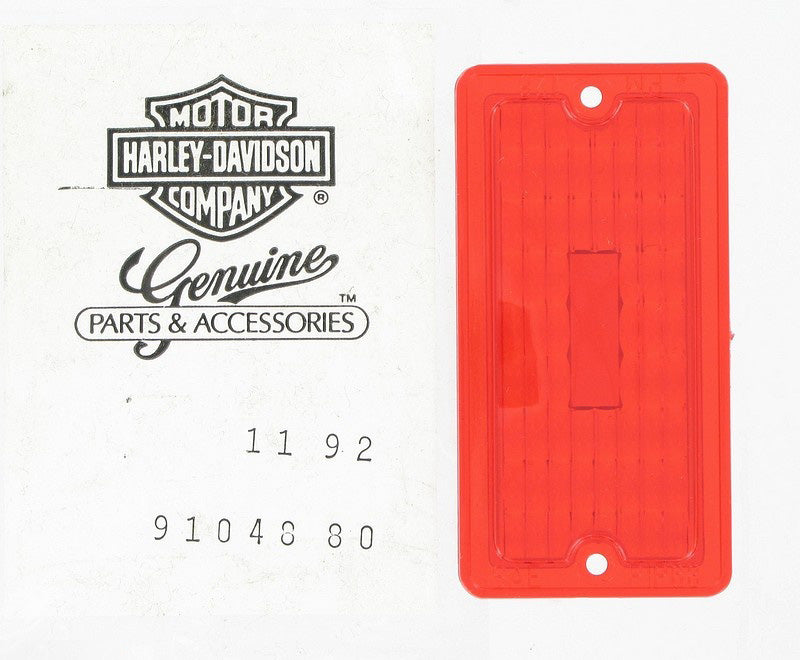 MOTOR
HARLEY-DAVIDSON
COMPANY ®
Genuine ™
PARTS & ACCESSORIES
11 92
91048 80